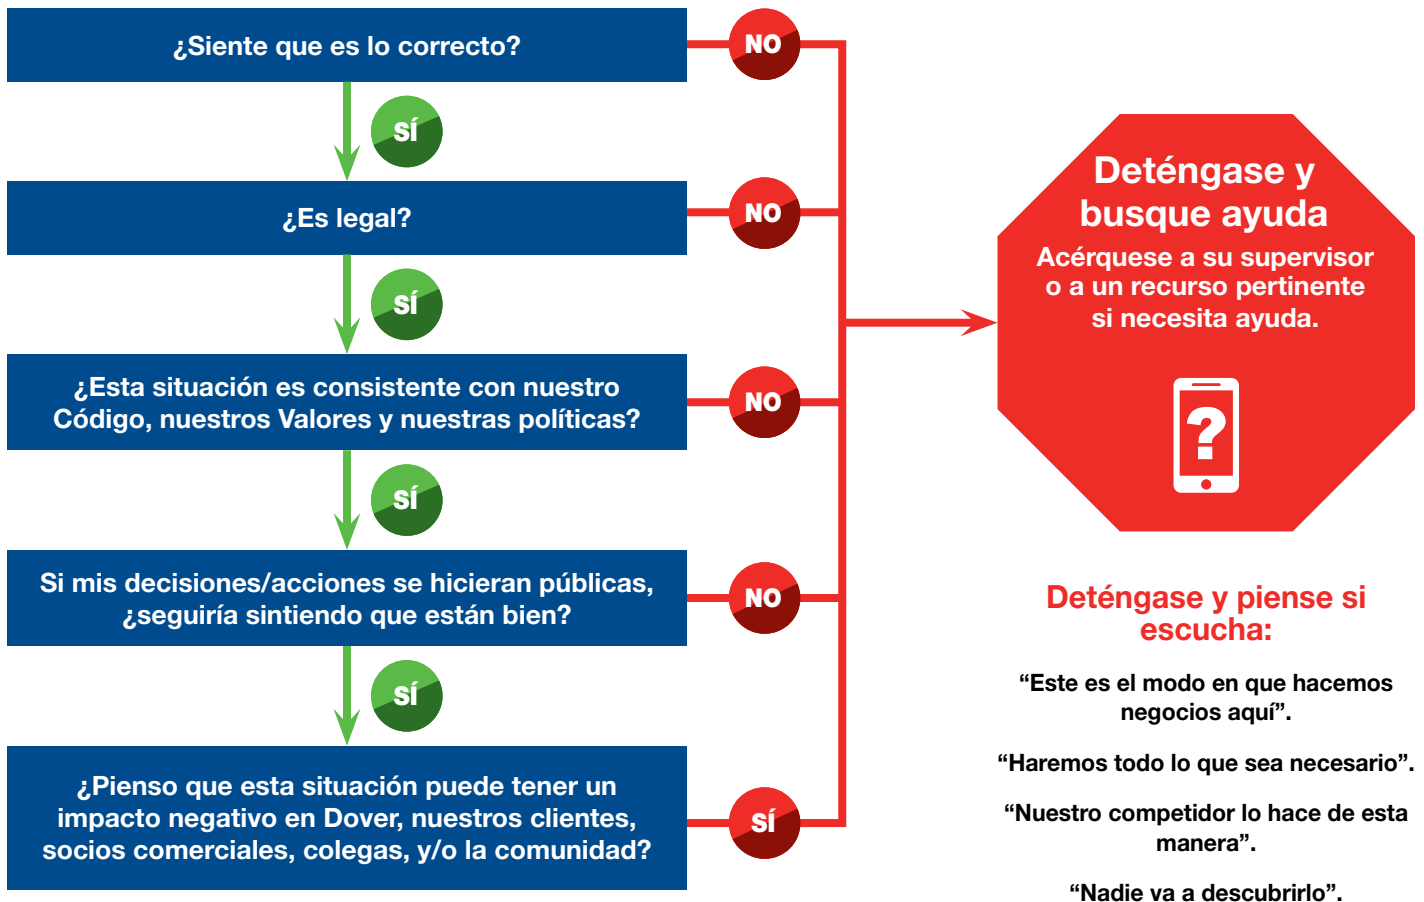 ¿Siente que es lo correcto?
NO
SÍ
¿Es legal?
NO
SÍ
¿Esta situación es consistente con nuestro
Código, nuestros Valores y nuestras políticas?
NO
SÍ
Si mis decisiones/acciones se hicieran públicas,
¿seguiría sintiendo que están bien?
NO
SÍ
¿Pienso que esta situación puede tener un
impacto negativo en Dover, nuestros clientes,
socios comerciales, colegas, y/o la comunidad?
SÍ
Deténgase y
busque ayuda
Acérquese a su supervisor
o a un recurso pertinente
si necesita ayuda.
?
Deténgase y piense si
escucha:
“Este es el modo en que hacemos
negocios aquí”.
“Haremos todo lo que sea necesario”.
“Nuestro competidor lo hace de esta
manera”.
“Nadie va a descubrirlo”.